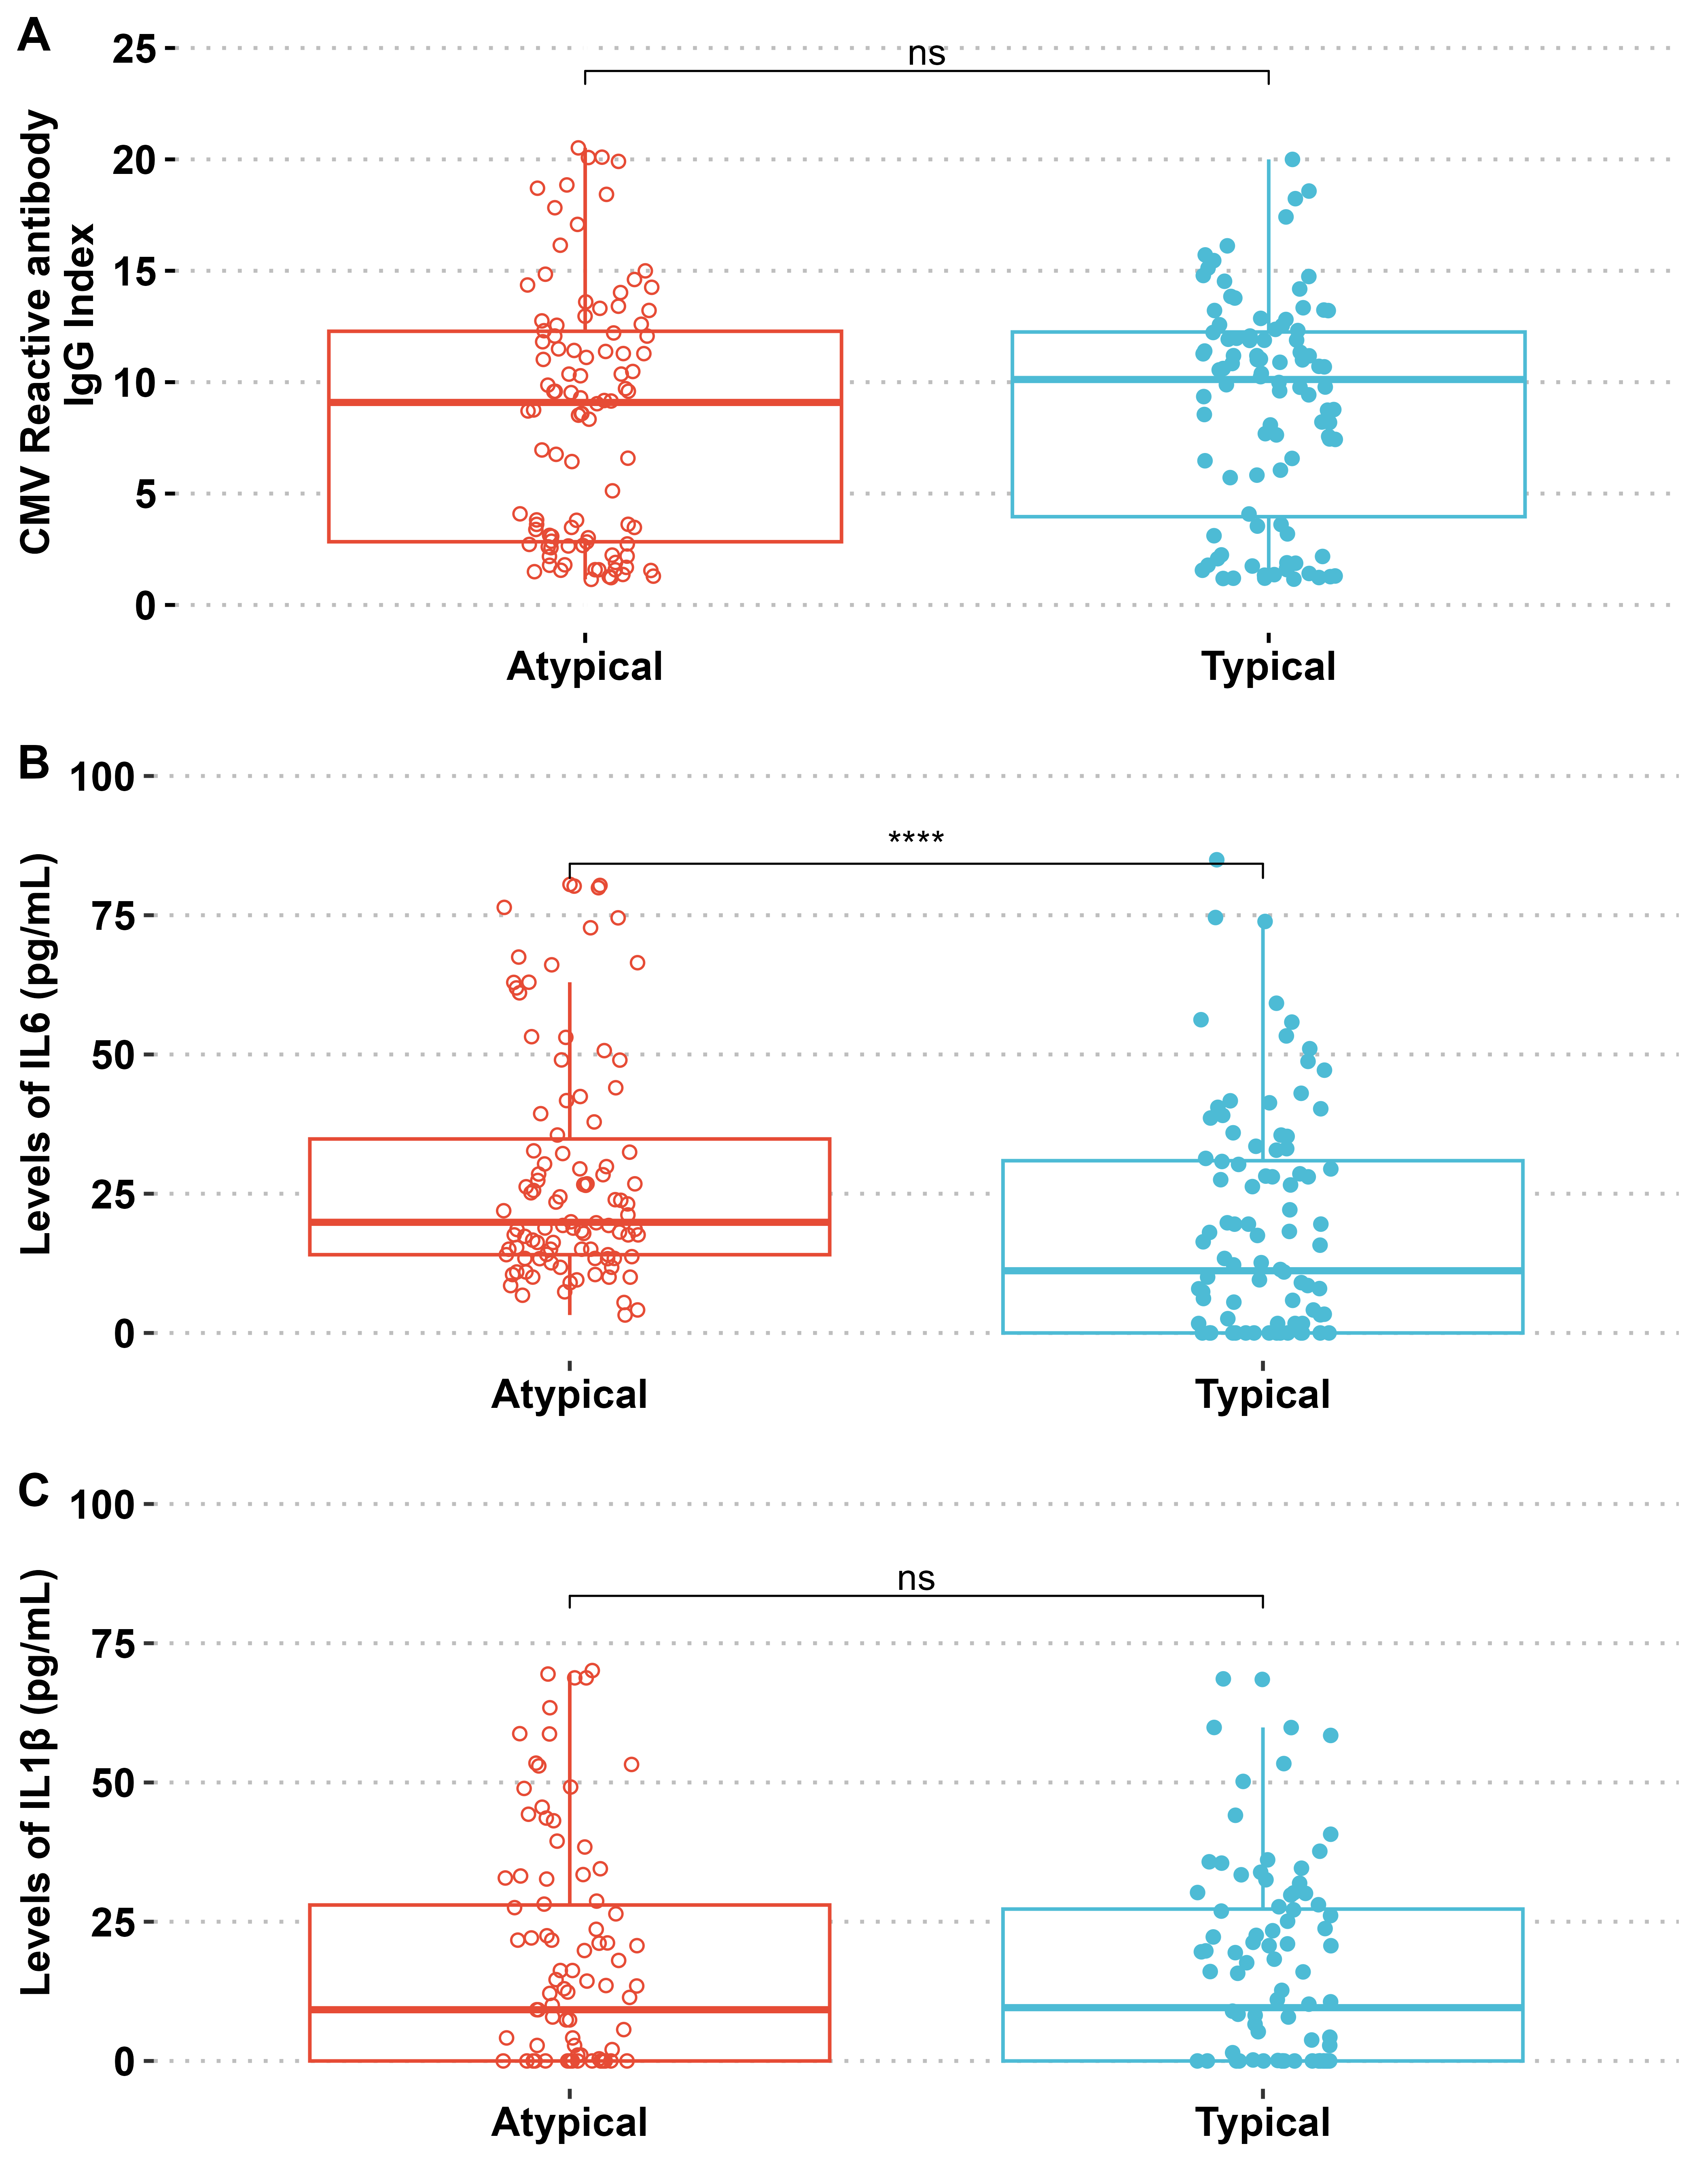 A
CMV Reactive antibody
IgG Index
25
20
15
10
5
0
ns
Atypical
Typical
B
Levels of IL6 (pg/mL)
100
75
50
25
0
****
Atypical
Typical
C
Levels of IL1β (pg/mL)
100
75
50
25
0
ns
Atypical
Typical